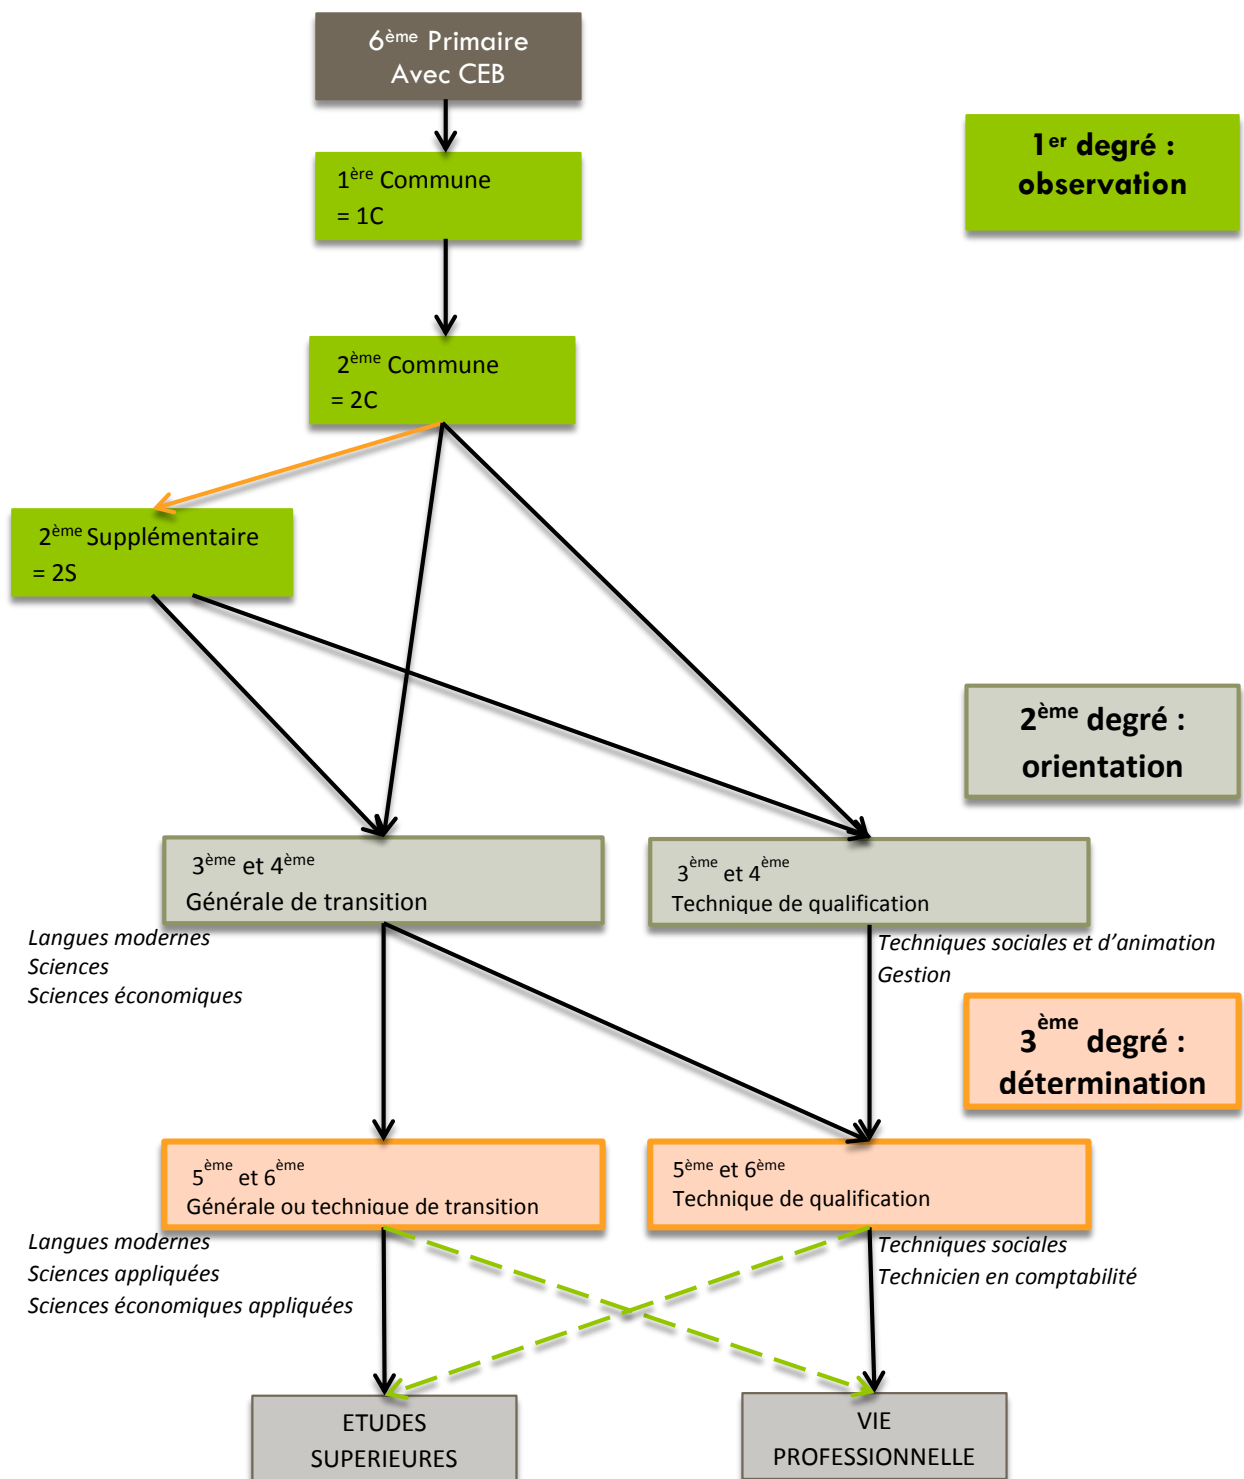 6ème Primaire
Avec CEB
1er degré :
observation
1ère Commune
= 1C
2ème Commune
= 2C
2ème Supplémentaire
= 2S
2ème degré :
orientation
3ème et 4ème
Générale de transition
3ème et 4ème
Technique de qualification
Langues modernes
Sciences
Sciences économiques
Techniques sociales et d’animation
Gestion
3ème degré :
détermination
5ème et 6ème
Générale ou technique de transition
5ème et 6ème
Technique de qualification
Langues modernes
Sciences appliquées
Sciences économiques appliquées
Techniques sociales
Technicien en comptabilité
ETUDES
SUPERIEURES
VIE
PROFESSIONNELLE